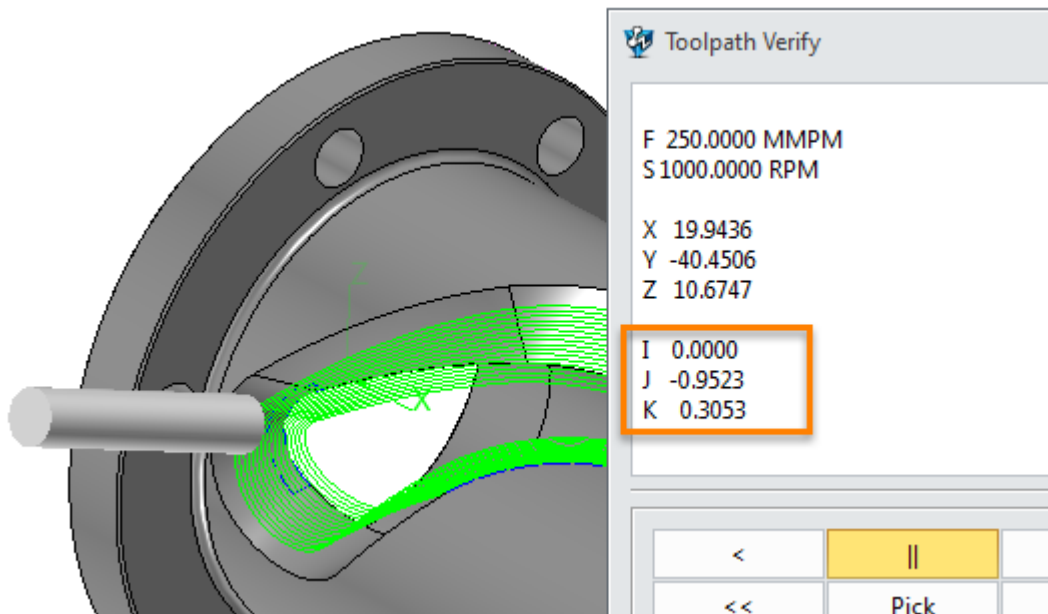 Toolpath Verify
F 250.0000 MMPM
S 1000.0000 RPM
X 19.9436
Y -40.4506
Z 10.6747
I 0.0000
J -0.9523
K 0.3053
Z
X
< ||
<< Pick